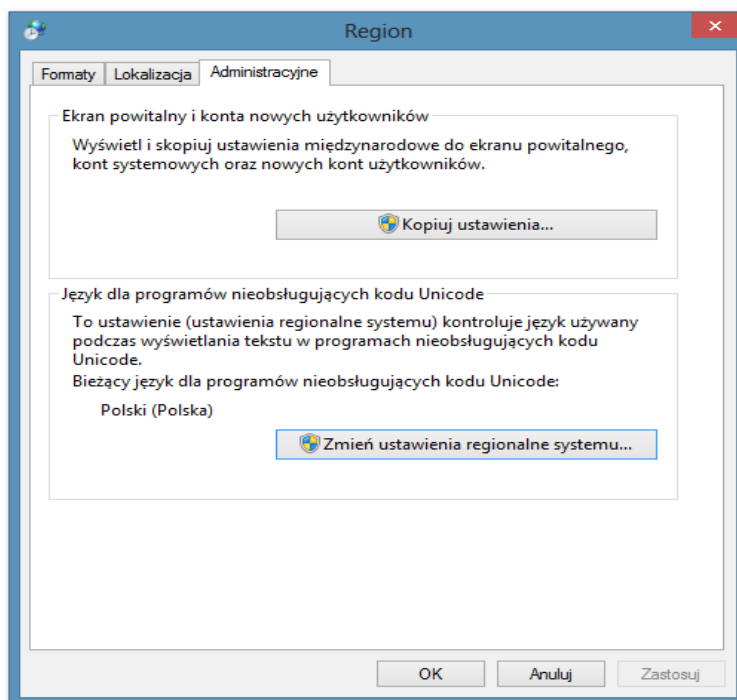 Region
Formaty Lokalizacja Administracyjne
Ekran powitalny i konta nowych użytkowników
Wyświetl i skopiuj ustawienia międzynarodowe do ekranu powitalnego,
kont systemowych oraz nowych kont użytkowników.
Kopiuj ustawienia...
Język dla programów nieobsługujących kodu Unicode
To ustawienie (ustawienia regionalne systemu) kontroluje język używany
podczas wyświetlania tekstu w programach nieobsługujących kodu
Unicode.
Bieżący język dla programów nieobsługujących kodu Unicode:
Polski (Polska)
Zmień ustawienia regionalne systemu...
OK Anuluj Zastosuj